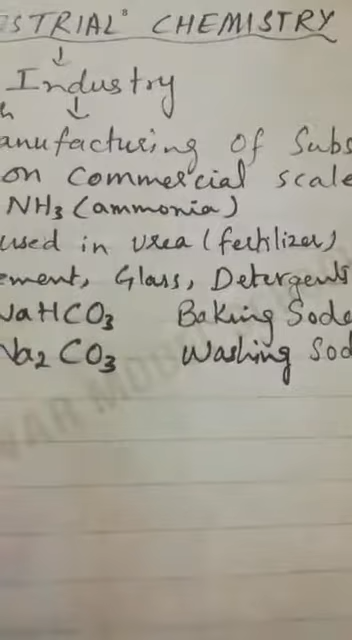 STRIAL CHEMISTRY
Industry
anufacturing of Subs
on commercial scale
NH3 (ammonia)
used in urea (fertilizer)
ement, Glass, Detergents
NaHCO3 Baking Soda
Na2CO3 Washing Sod